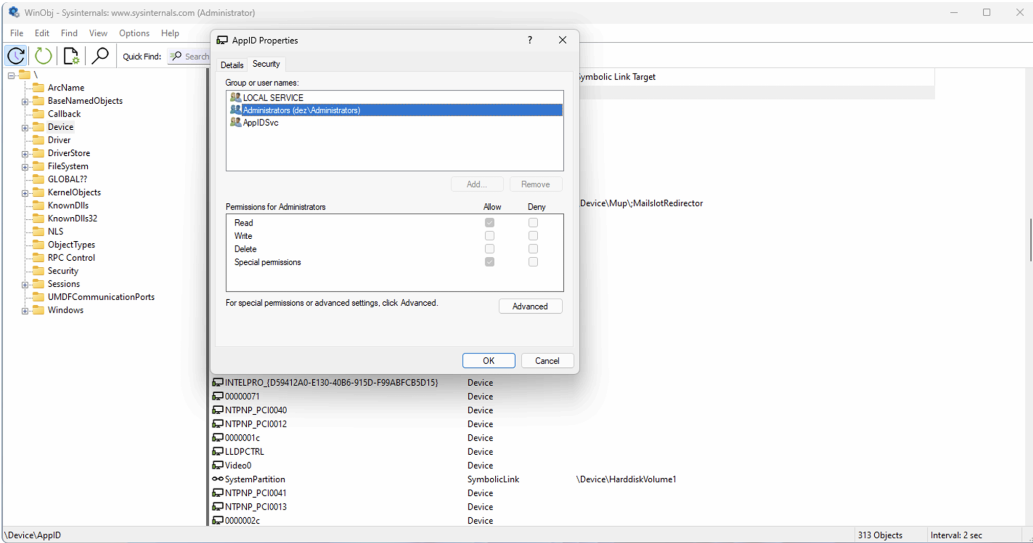 WinObj - Sysinternals: www.sysinternals.com (Administrator)
File Edit Find View Options Help
Quick Find: Search
\
ArcName
BaseNamedObjects
Callback
Device
Driver
DriverStore
FileSystem
GLOBAL??
KernelObjects
KnownDlls
KnownDlls32
NLS
ObjectTypes
RPC Control
Security
Sessions
UMDFCommunicationPorts
Windows
AppID Properties
Details Security
Group or user names:
LOCAL SERVICE
Administrators (dez\Administrators)
AppIDSvc
Add... Remove
Permissions for Administrators Allow Deny
Read
Write
Delete
Special permissions
For special permissions or advanced settings, click Advanced.
Advanced
OK Cancel
Symbolic Link Target
\Device\Mup\;MailslotRedirector
INTELPRO_{D59412A0-E130-40B6-915D-F99ABFCB5D15} Device
00000071 Device
NTPNP_PCI0040 Device
NTPNP_PCI0012 Device
0000001c Device
LLDPCTRL Device
Video0 Device
SystemPartition SymbolicLink \Device\HarddiskVolume1
NTPNP_PCI0041 Device
NTPNP_PCI0013 Device
0000002c Device
\Device\AppID 313 Objects Interval: 2 sec